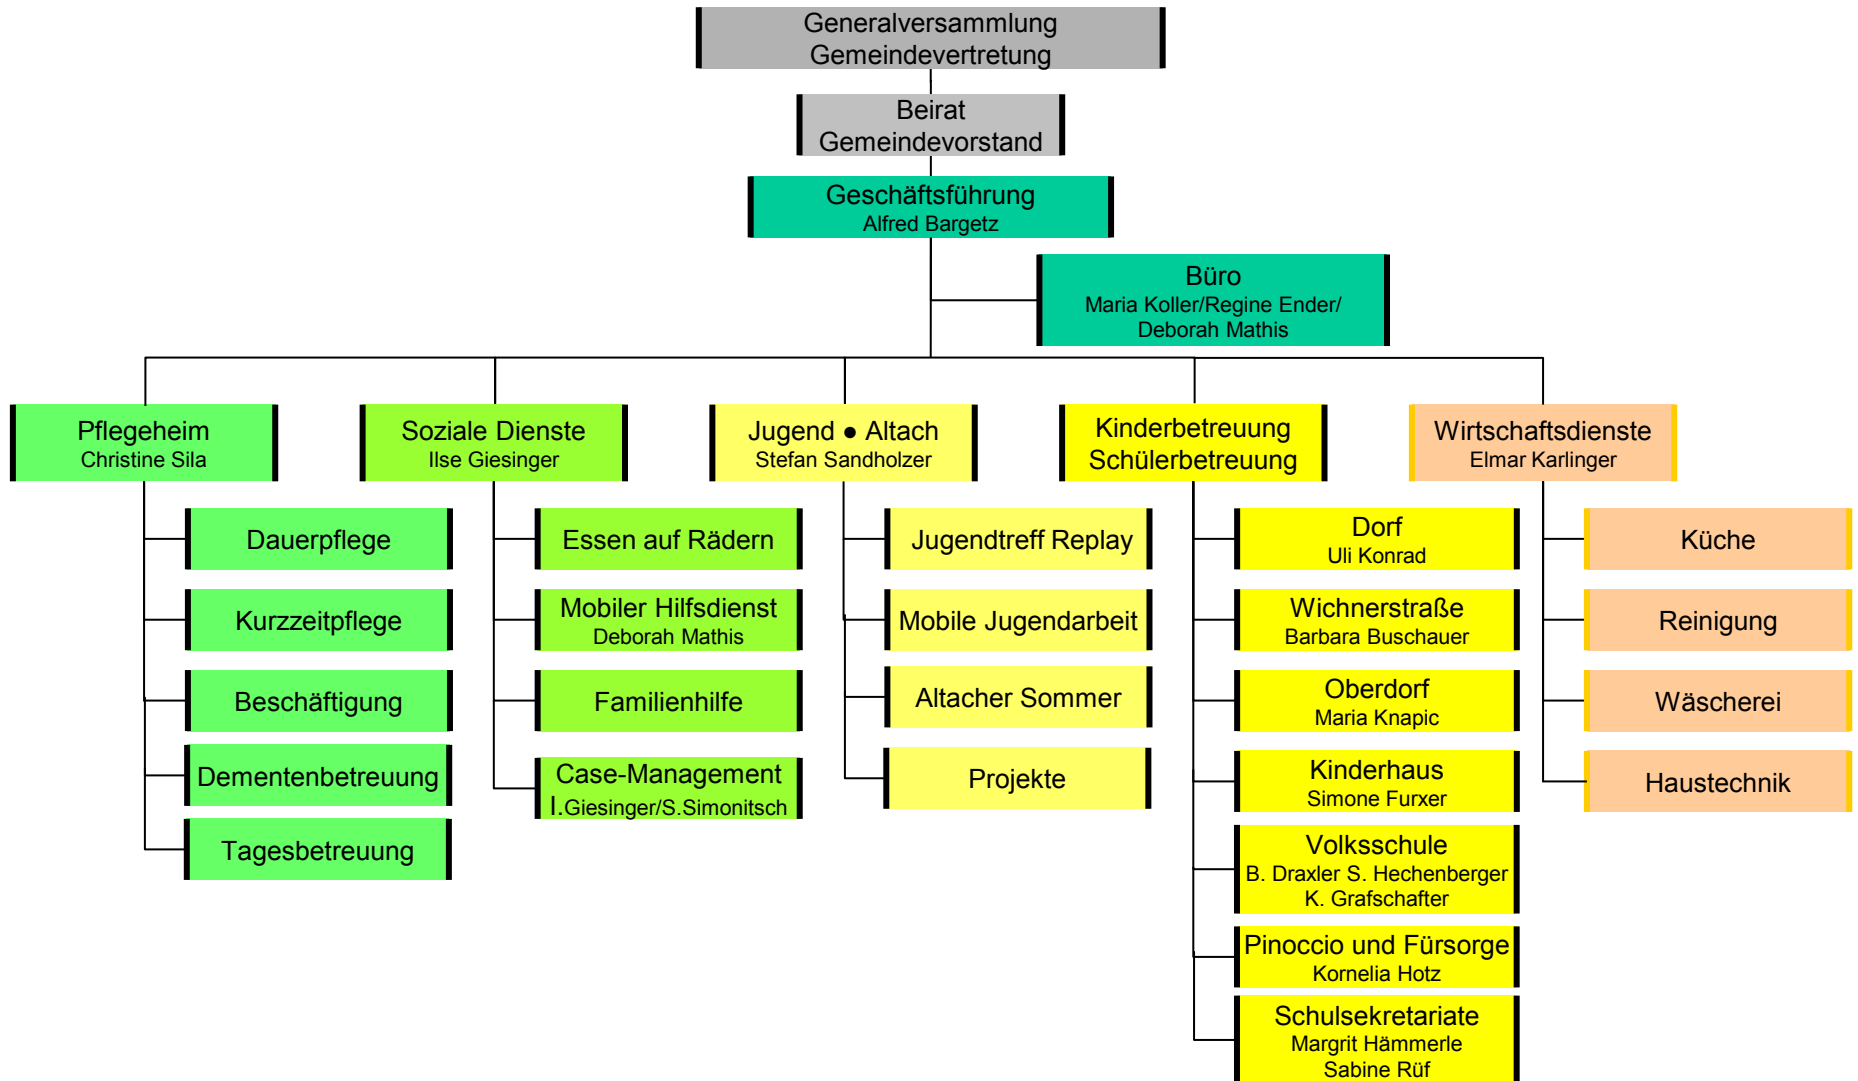 Generalversammlung
Gemeindevertretung
Beirat
Gemeindevorstand
Geschäftsführung
Alfred Bargetz
Büro
Maria Koller/Regine Ender/
Deborah Mathis
Pflegeheim
Christine Sila
Soziale Dienste
Ilse Giesinger
Jugend ● Altach
Stefan Sandholzer
Kinderbetreuung
Schülerbetreuung
Wirtschaftsdienste
Elmar Karlinger
Dauerpflege
Kurzzeitpflege
Beschäftigung
Dementenbetreuung
Tagesbetreuung
Essen auf Rädern
Mobiler Hilfsdienst
Deborah Mathis
Familienhilfe
Case-Management
I.Giesinger/S.Simonitsch
Jugendtreff Replay
Mobile Jugendarbeit
Altacher Sommer
Projekte
Dorf
Uli Konrad
Wichnerstraße
Barbara Buschauer
Oberdorf
Maria Knapic
Kinderhaus
Simone Furxer
Volksschule
B. Draxler S. Hechenberger
K. Grafschafter
Pinoccio und Fürsorge
Kornelia Hotz
Schulsekretariate
Margrit Hämmerle
Sabine Rüf
Küche
Reinigung
Wäscherei
Haustechnik